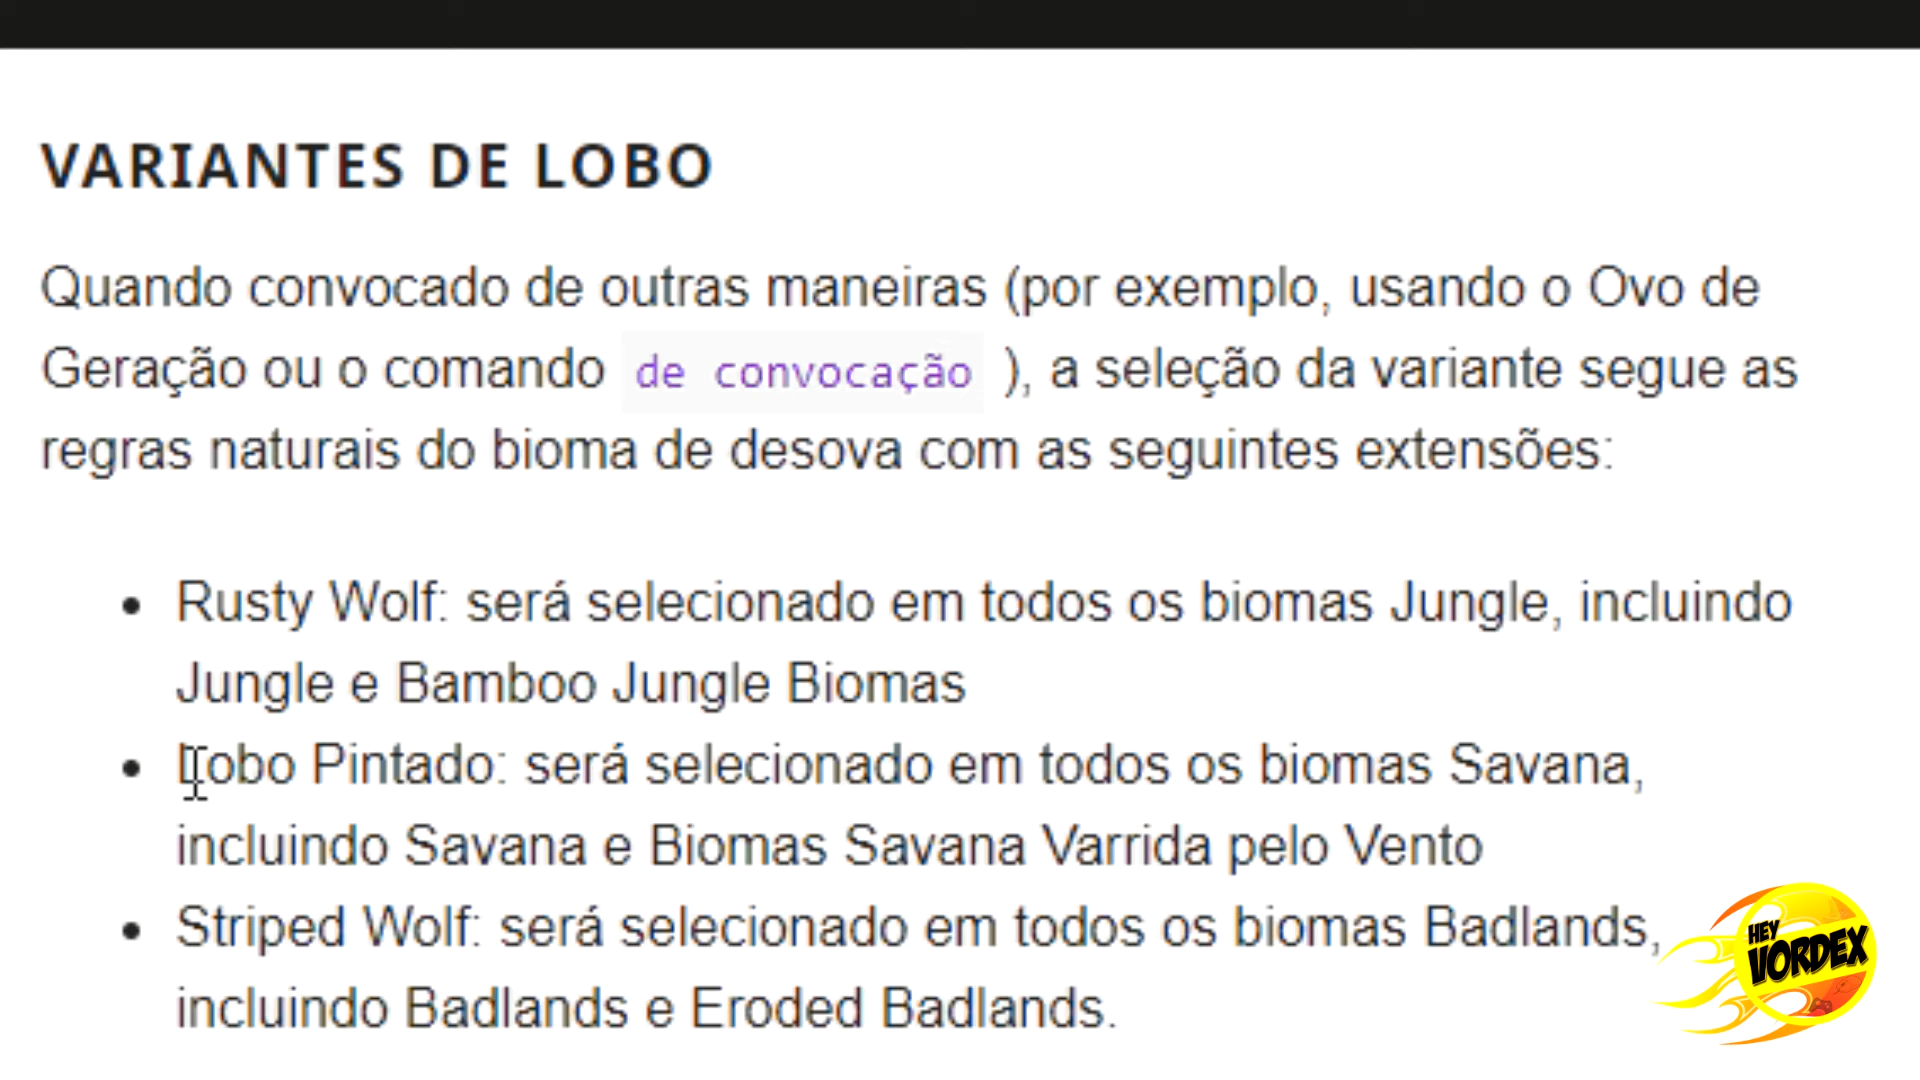 VARIANTES DE LOBO
Quando convocado de outras maneiras (por exemplo, usando o Ovo de
Geração ou o comando de convocação ), a seleção da variante segue as
regras naturais do bioma de desova com as seguintes extensões:
Rusty Wolf: será selecionado em todos os biomas Jungle, incluindo
Jungle e Bamboo Jungle Biomas
Lobo Pintado: será selecionado em todos os biomas Savana,
incluindo Savana e Biomas Savana Varrida pelo Vento
Striped Wolf: será selecionado em todos os biomas Badlands,
incluindo Badlands e Eroded Badlands.
HEY
VORDEX